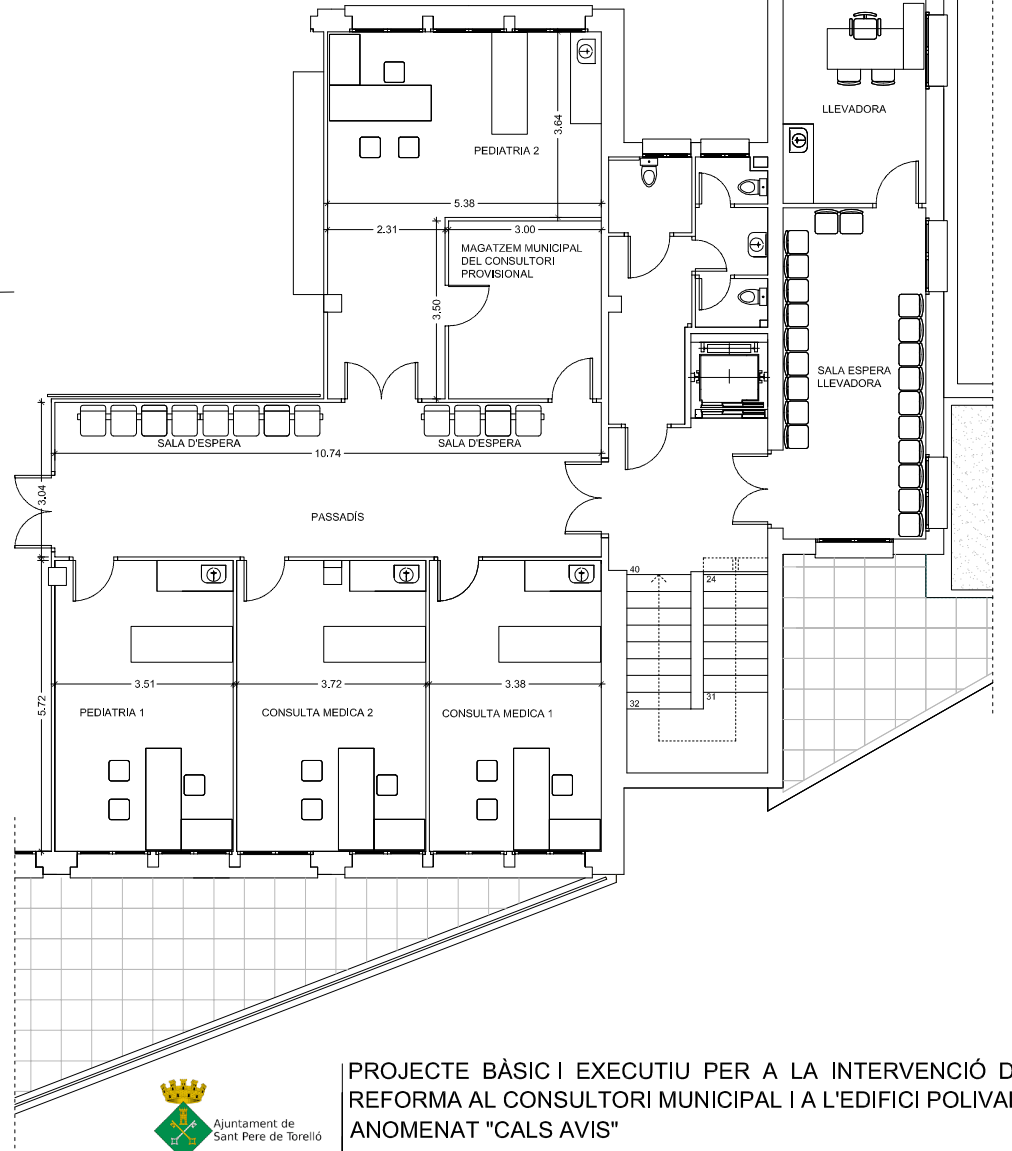 LLEVADORA
PEDIATRIA 2
3.64
5.38
2.31
3.00
MAGATZEM MUNICIPAL
DEL CONSULTORI
PROVISIONAL
3.50
SALA ESPERA
LLEVADORA
SALA D'ESPERA
SALA D'ESPERA
10.74
3.04
PASSADÍS
40
24
3.51
3.72
3.38
5.72
PEDIATRIA 1
CONSULTA MEDICA 2
CONSULTA MEDICA 1
32
31
PROJECTE BÀSIC I EXECUTIU PER A LA INTERVENCIÓ D
REFORMA AL CONSULTORI MUNICIPAL I A L'EDIFICI POLIVAL
ANOMENAT "CALS AVIS"
Ajuntament de
Sant Pere de Torelló